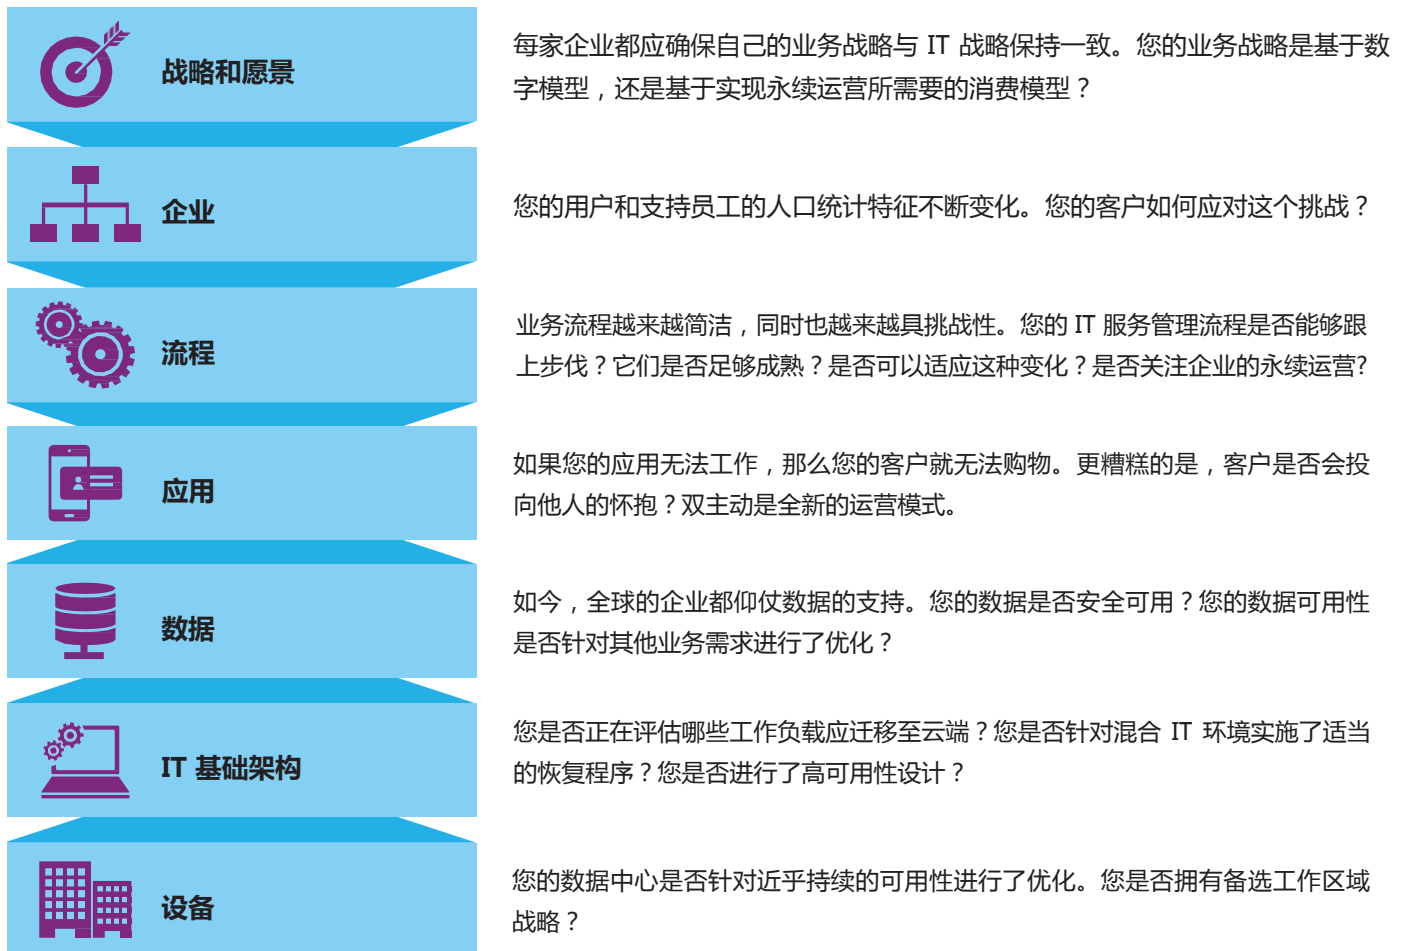 战略和愿景
每家企业都应确保自己的业务战略与 IT 战略保持一致。您的业务战略是基于数
字模型，还是基于实现永续运营所需要的消费模型？
企业
您的用户和支持员工的人口统计特征不断变化。您的客户如何应对这个挑战？
流程
业务流程越来越简洁，同时也越来越具挑战性。您的 IT 服务管理流程是否能够跟
上步伐？它们是否足够成熟？是否可以适应这种变化？是否关注企业的永续运营?
应用
如果您的应用无法工作，那么您的客户就无法购物。更糟糕的是，客户是否会投
向他人的怀抱？双主动是全新的运营模式。
数据
如今，全球的企业都仰仗数据的支持。您的数据是否安全可用？您的数据可用性
是否针对其他业务需求进行了优化？
IT 基础架构
您是否正在评估哪些工作负载应迁移至云端？您是否针对混合 IT 环境实施了适当
的恢复程序？您是否进行了高可用性设计？
设备
您的数据中心是否针对近乎持续的可用性进行了优化。您是否拥有备选工作区域
战略？